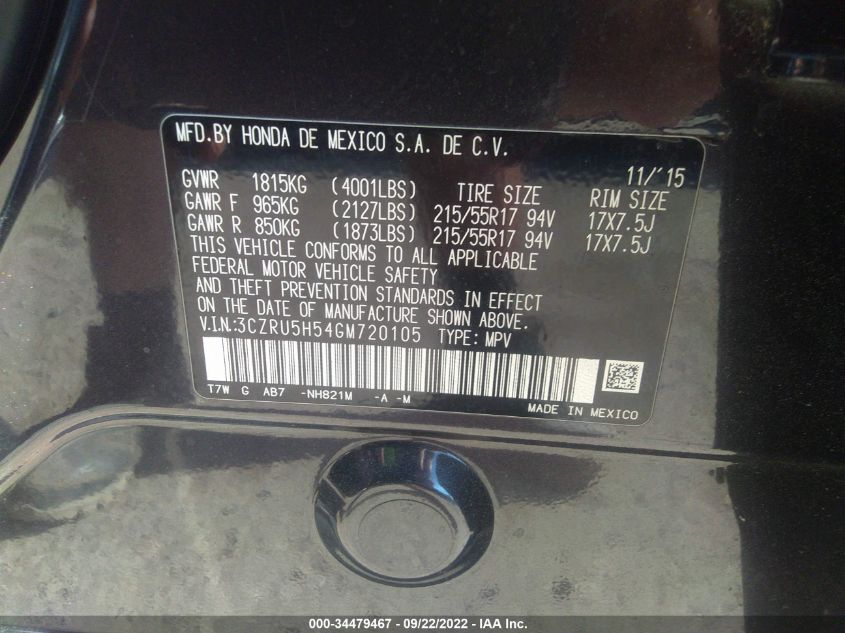 MFD.BY HONDA DE MEXICO S.A. DE C.V.
11/'15
GVWR 1815KG (4001LBS) TIRE SIZE RIM SIZE
GAWR F 965KG (2127LBS) 215/55R17 94V 17X7.5J
GAWR R 850KG (1873LBS) 215/55R17 94V 17X7.5J
THIS VEHICLE CONFORMS TO ALL APPLICABLE
FEDERAL MOTOR VEHICLE SAFETY
AND THEFT PREVENTION STANDARDS IN EFFECT
ON THE DATE OF MANUFACTURE SHOWN ABOVE.
V.I.N.:3CZRU5H54GM720105 TYPE: MPV
T7W G AB7 -NH821M -A -M
MADE IN MEXICO
000-34479467 - 09/22/2022 - IAA Inc.